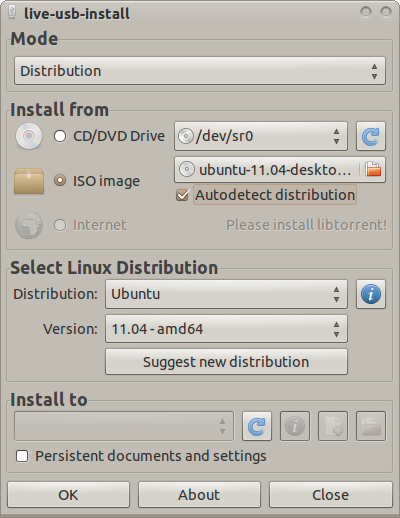 live-usb-install
Mode
Distribution
Install from
CD/DVD Drive
/dev/sr0
ISO image
ubuntu-11.04-deskto...
Autodetect distribution
Internet
Please install libtorrent!
Select Linux Distribution
Distribution:
Ubuntu
Version:
11.04 - amd64
Suggest new distribution
Install to
Persistent documents and settings
OK
About
Close